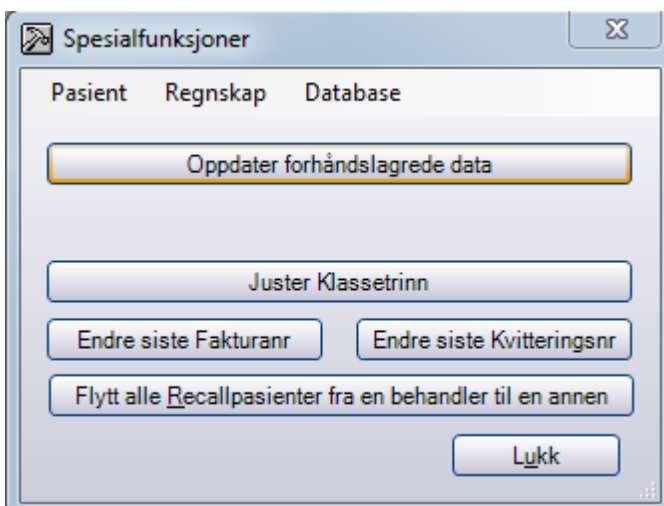 Spesialfunksjoner
Pasient Regnskap Database
Oppdater forhåndslagrede data
Juster Klassetrinn
Endre siste Fakturanr Endre siste Kvitteringsnr
Flytt alle Recallpasienter fra en behandler til en annen
Lukk